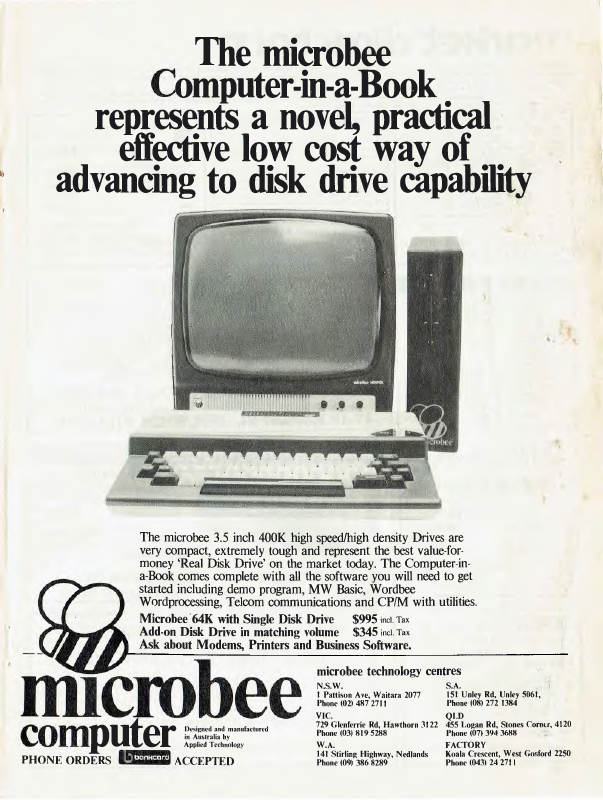 The microbee
Computer-in-a-Book
represents a novel, practical
effective low cost way of
advancing to disk drive capability
microbee
The microbee 3.5 inch 400K high speed/high density Drives are
very compact, extremely tough and represent the best value-for-
money ‘Real Disk Drive’ on the market today. The Computer-in-
a-Book comes complete with all the software you will need to get
started including demo program, MW Basic, Wordbee
Wordprocessing, Telcom communications and CP/M with utilities.
Microbee 64K with Single Disk Drive $995 incl. Tax
Add-on Disk Drive in matching volume $345 incl. Tax
Ask about Modems, Printers and Business Software.
microbee
computer
Designed and manufactured
in Australia by
Applied Technology
PHONE ORDERS bankcard ACCEPTED
microbee technology centres
N.S.W.
1 Pattison Ave, Waitara 2077
Phone (02) 487 2711
VIC.
729 Glenferrie Rd, Hawthorn 3122
Phone (03) 819 5288
W.A.
141 Stirling Highway, Nedlands
Phone (09) 386 8289
S.A.
151 Unley Rd, Unley 5061,
Phone (08) 272 1384
QLD
455 Logan Rd, Stones Corner, 4120
Phone (07) 394 3688
FACTORY
Koala Crescent, West Gosford 2250
Phone (043) 24 2711